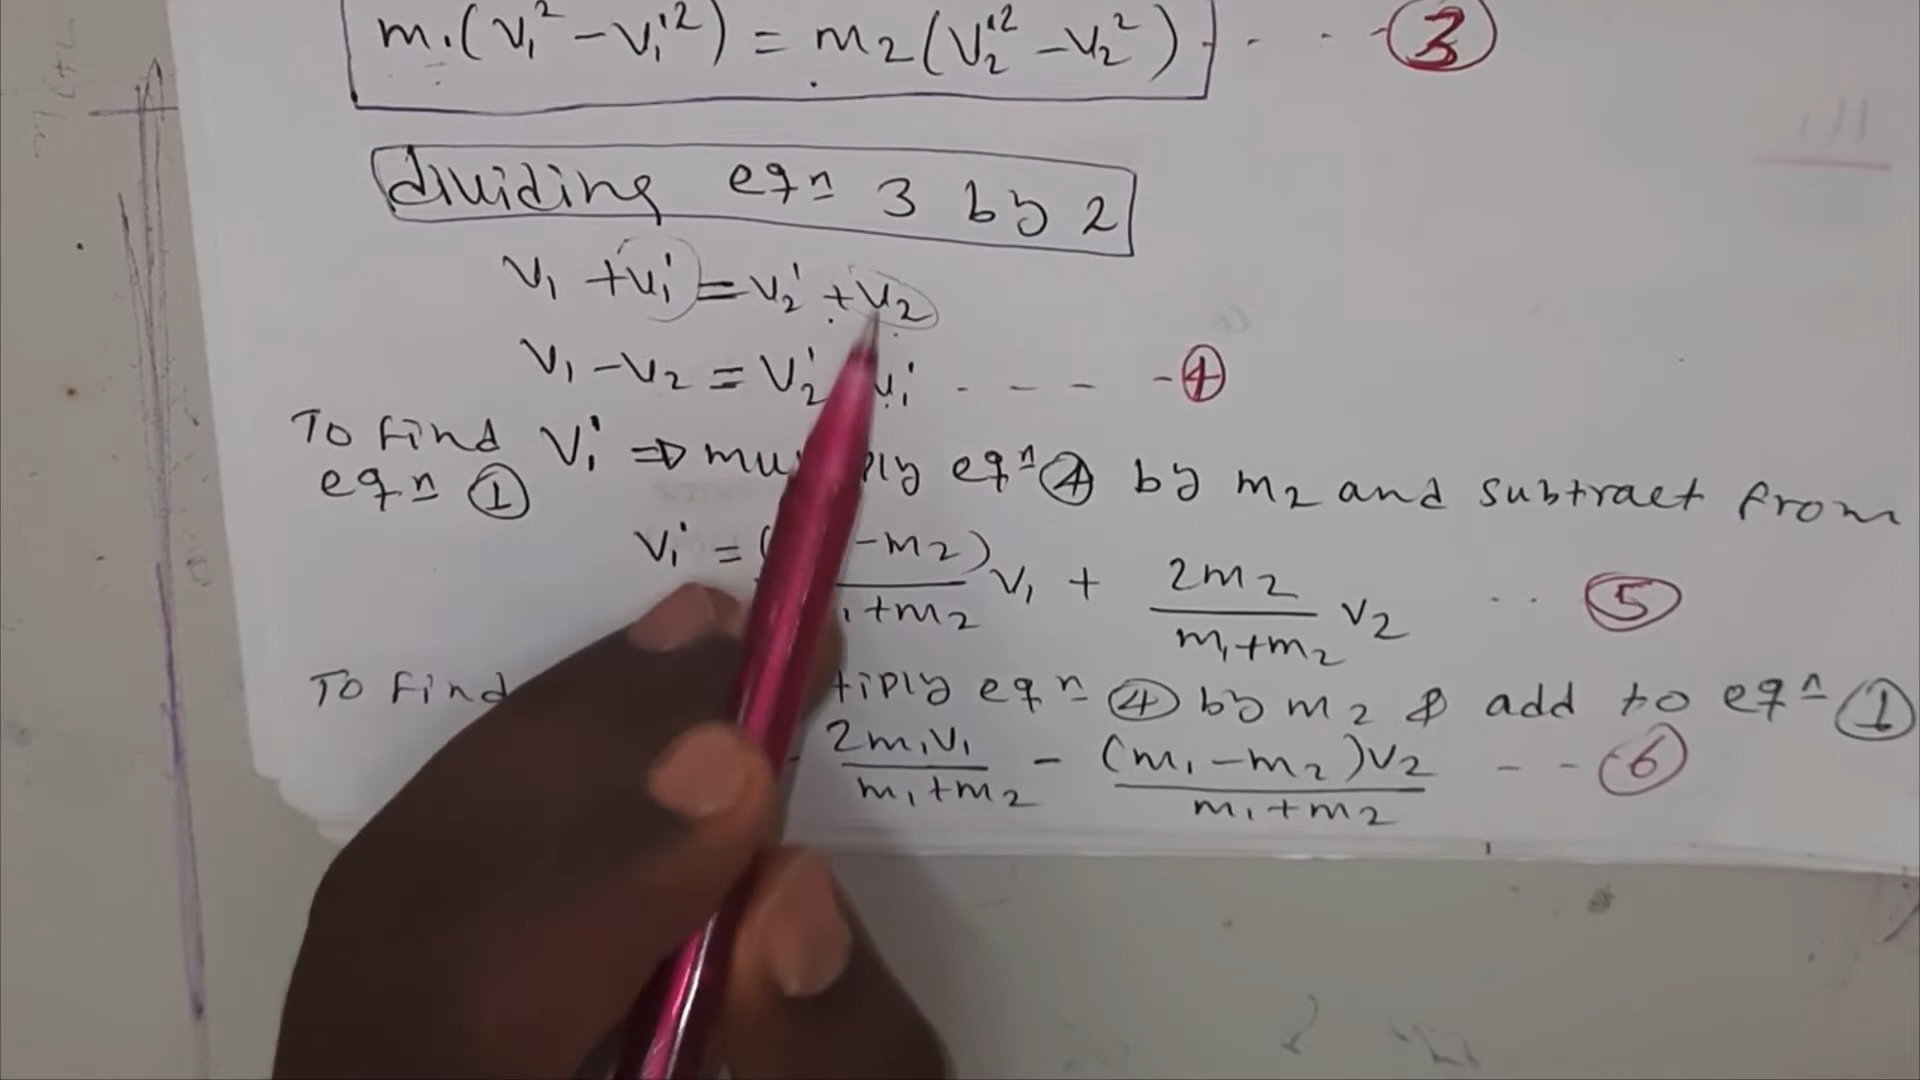 m₁(v₁² - v₁'²) = m₂(v₂'² - v₂²) - - - ③
dividing eqⁿ 3 by 2
v₁ + v₁' = v₂' + v₂
v₁ - v₂ = v₂' v₁' - - - - ④
To find v₁' ⇒ eqⁿ ④ by m₂ and subtract from
eqⁿ ①
v₁' = ( - m₂) / ₁+m₂ v₁ + 2m₂ / m₁+m₂ v₂ .. ⑤
To find tiply eqⁿ ④ by m₂ & add to eqⁿ ①
- 2m₁v₁ / m₁+m₂ - (m₁-m₂)v₂ / m₁+m₂ - - - ⑥